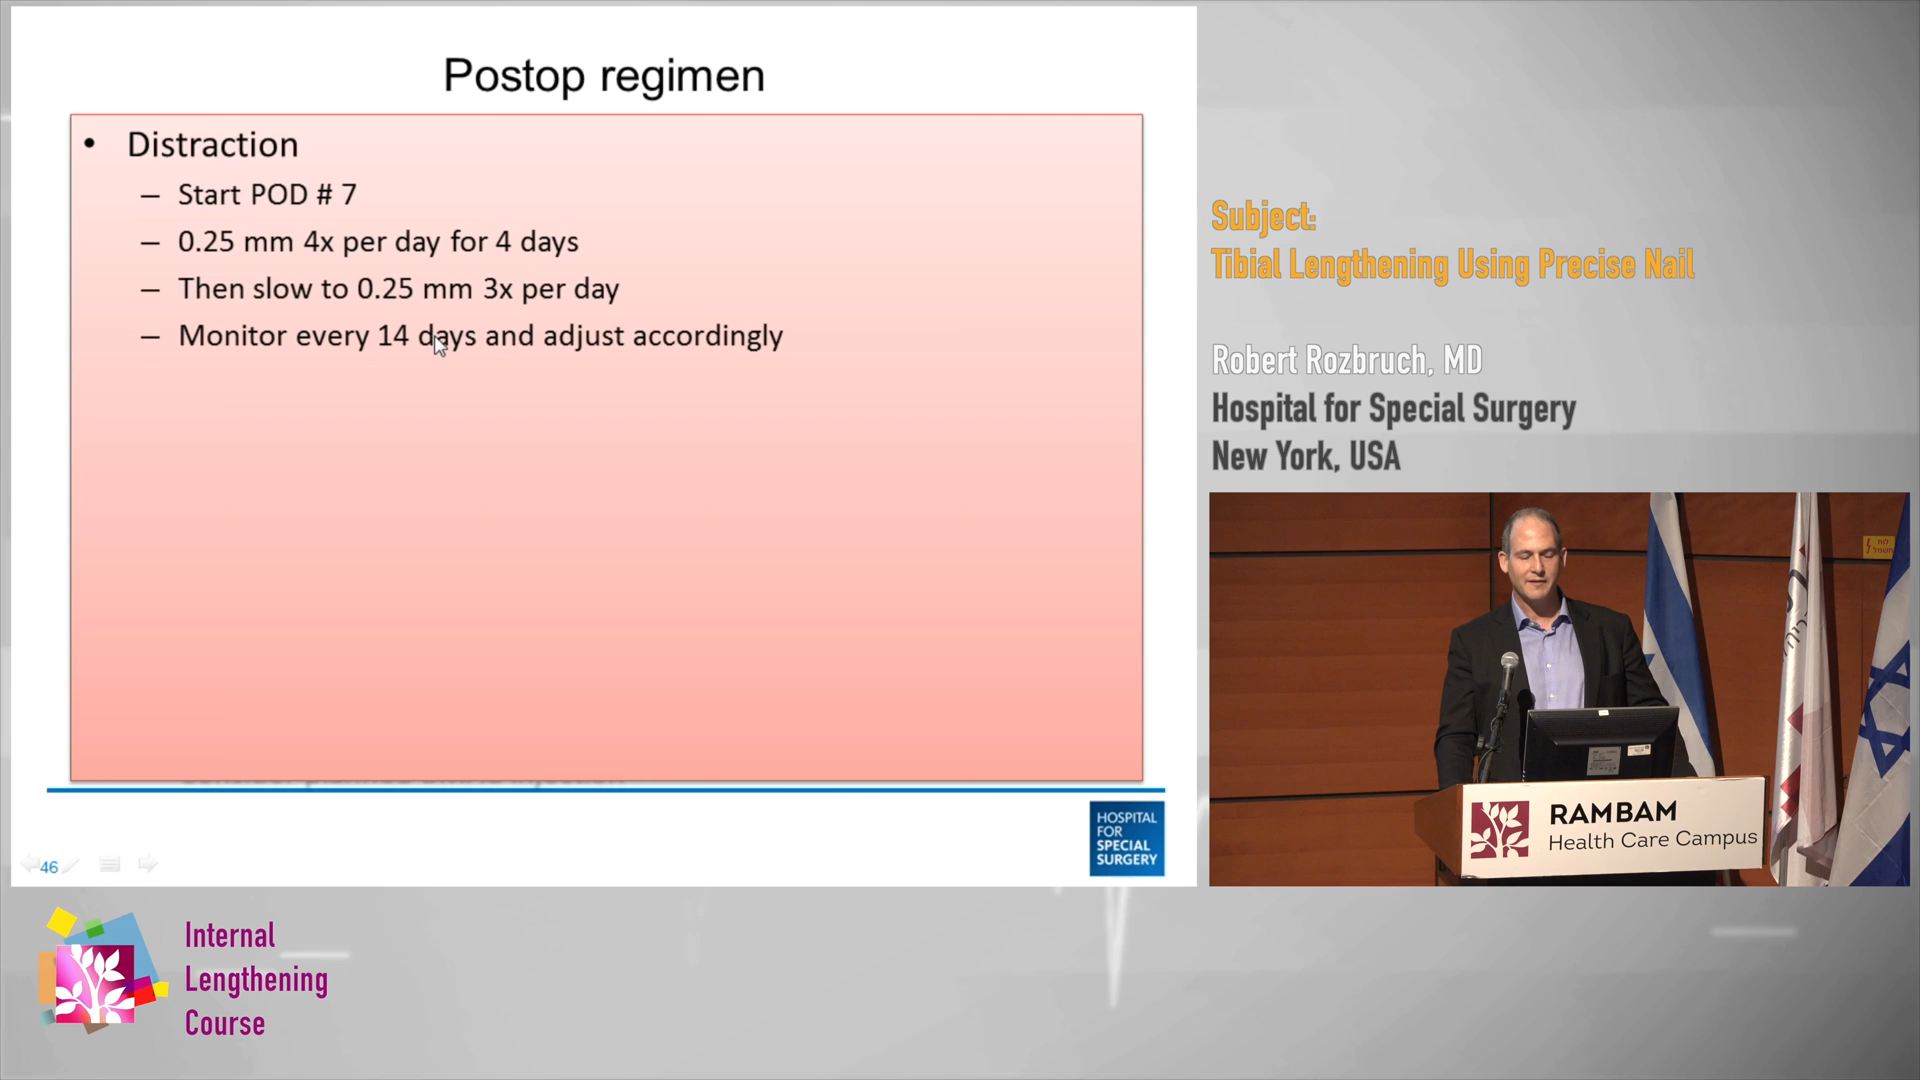 Postop regimen
• Distraction
– Start POD # 7
– 0.25 mm 4x per day for 4 days
– Then slow to 0.25 mm 3x per day
– Monitor every 14 days and adjust accordingly
HOSPITAL
FOR
SPECIAL
SURGERY
46
Subject:
Tibial Lengthening Using Precise Nail
Robert Rozbruch, MD
Hospital for Special Surgery
New York, USA
RAMBAM
Health Care Campus
Internal
Lengthening
Course